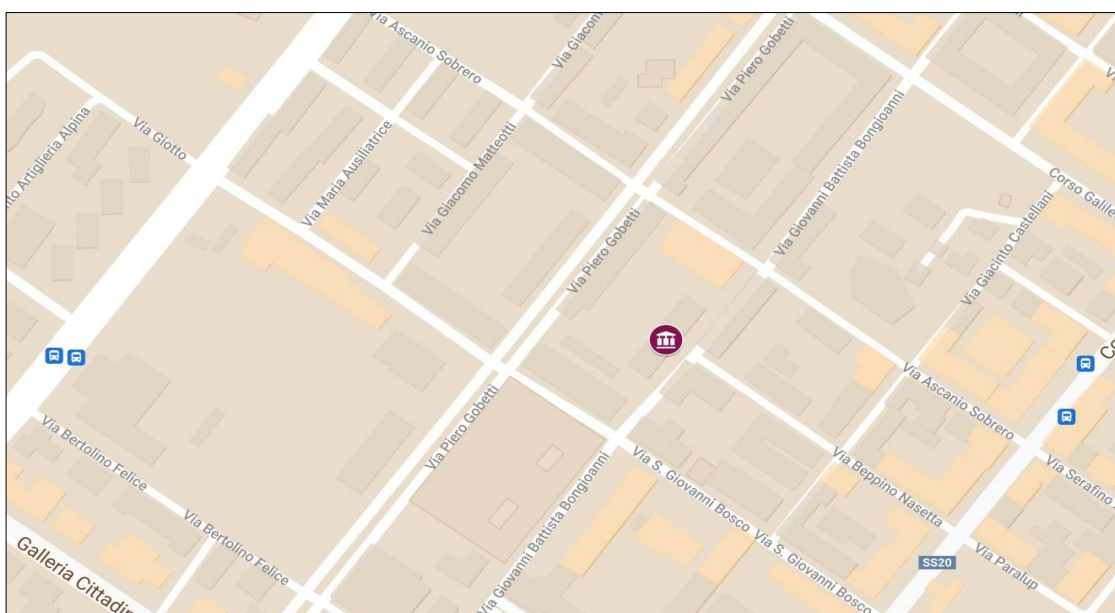 Via Ascanio Sobrero
Via Giacom
Via Piero Gobetti
Via Giotto
nto Artiglieria Alpina
Via Maria Ausiliatrice
Via Giacomo Matteotti
Via Giovanni Battista Bongioanni
Corso Galile
Via Piero Gobetti
Via Giacinto Castellani
Via Ascanio Sobrero
Via Piero Gobetti
Via Bertolino Felice
Via S. Giovanni Bosco
Via Beppino Nasetta
Via Serafino
Via Giovanni Battista Bongioanni
Via Bertolino Felice
Via S. Giovanni Bosco
SS20
Via Paralup
Galleria Cittadin